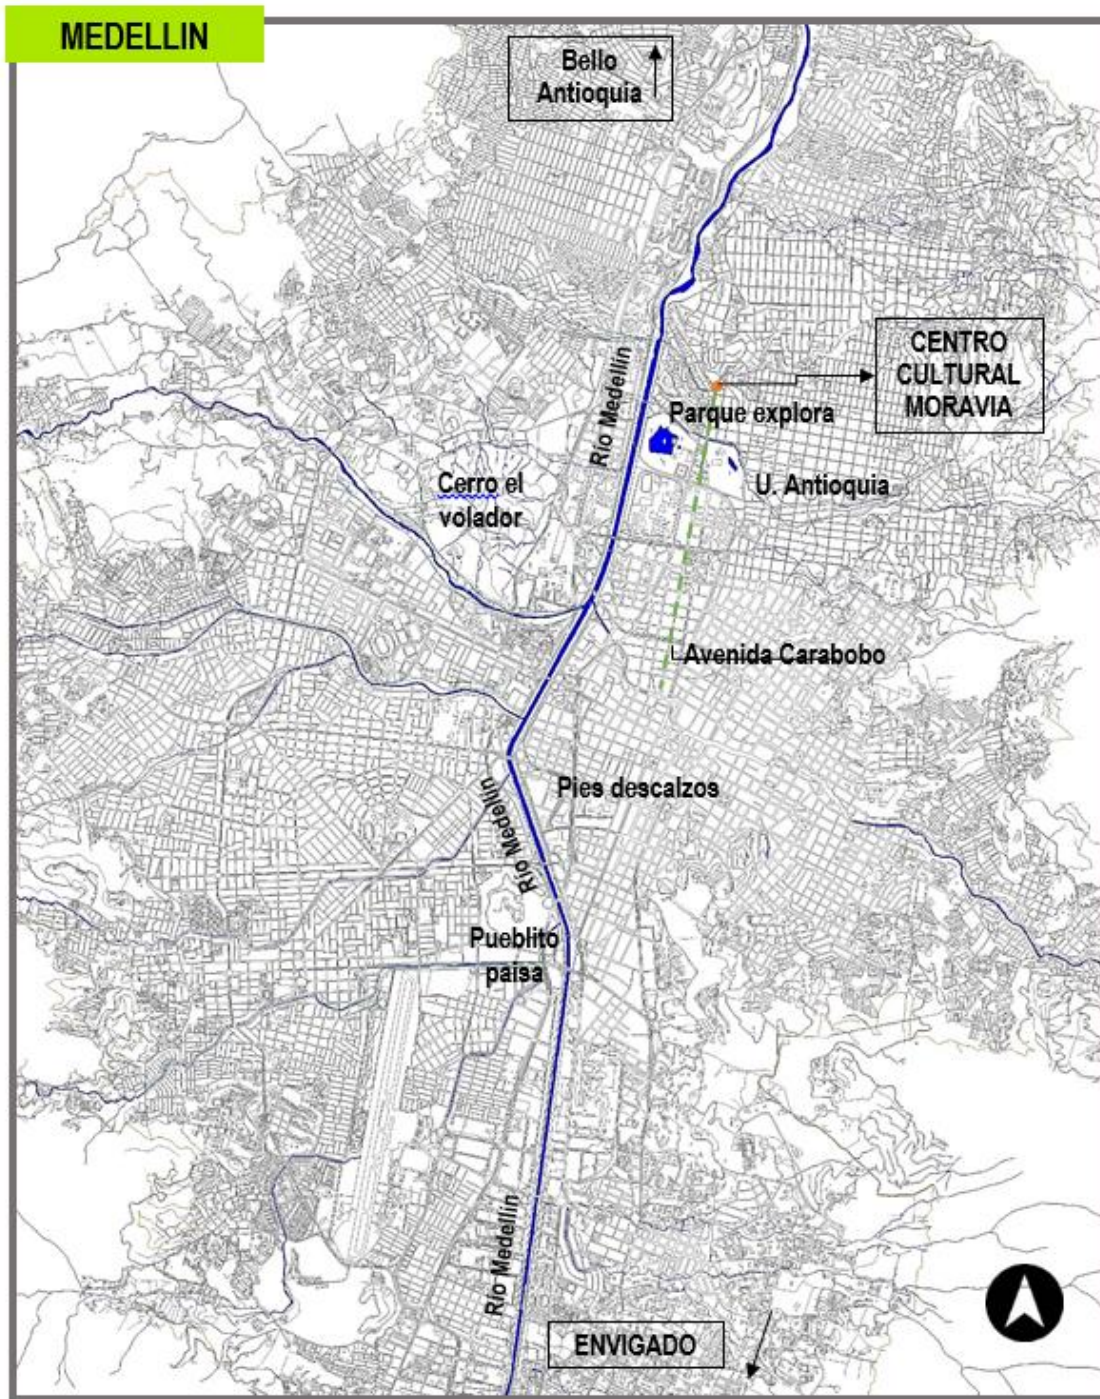 MEDELLIN
Bello
Antioquia
CENTRO
CULTURAL
MORAVIA
Rio Medellin
Parque explora
Cerro el
volador
U. Antioquia
Avenida Carabobo
Pies descalzos
Rio Medellin
Pueblito
paisa
Rio Medellin
ENVIGADO